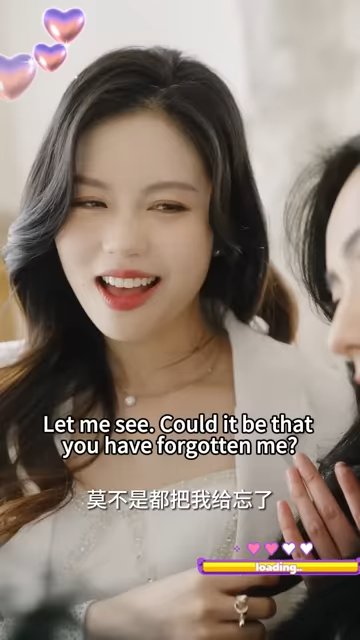 Let me see. Could it be that
you have forgotten me?
莫不是都把我给忘了
loading...